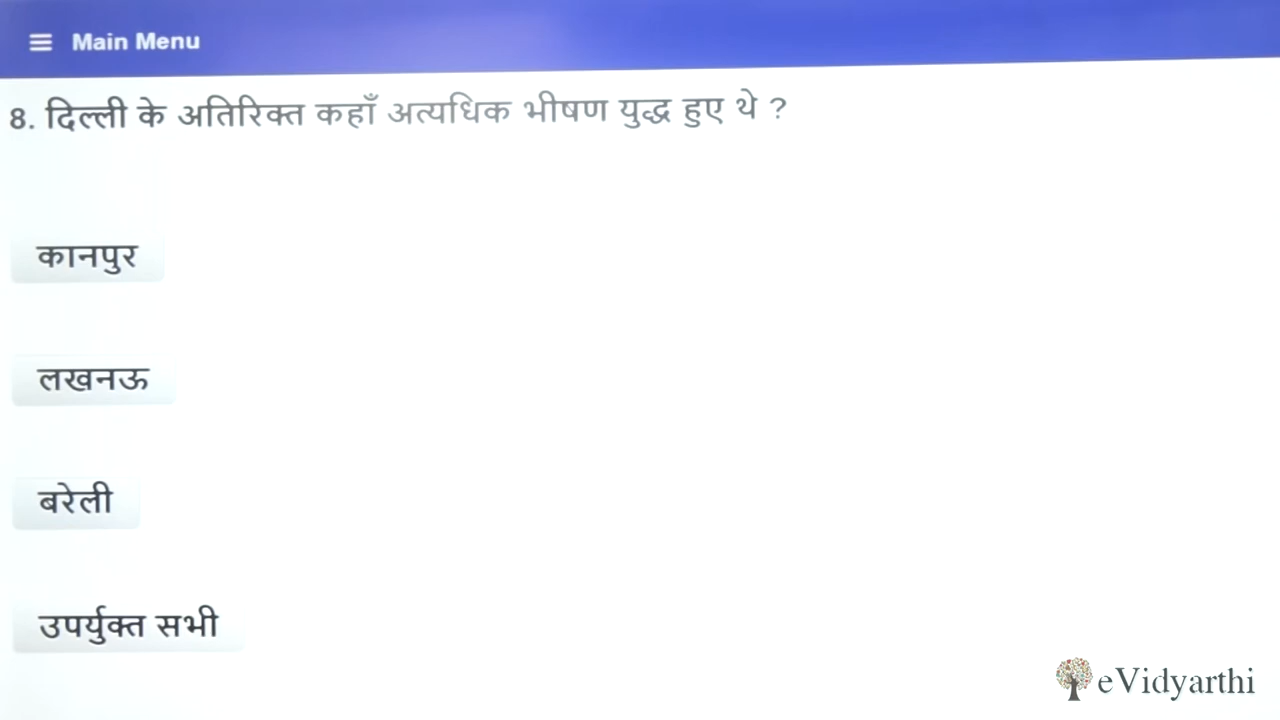 Main Menu
8. दिल्ली के अतिरिक्त कहाँ अत्यधिक भीषण युद्ध हुए थे ?
कानपुर
लखनऊ
बरेली
उपर्युक्त सभी
eVidyarthi